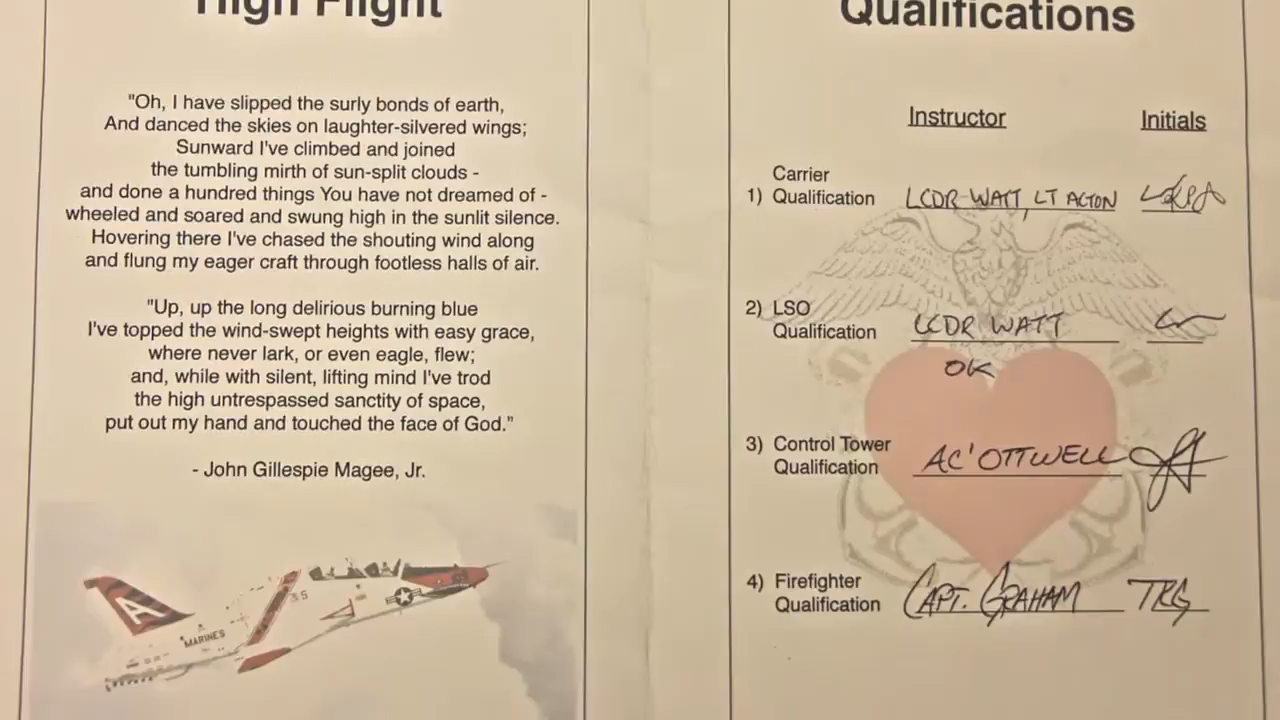 High Flight
"Oh, I have slipped the surly bonds of earth,
And danced the skies on laughter-silvered wings;
Sunward I've climbed and joined
the tumbling mirth of sun-split clouds -
and done a hundred things You have not dreamed of -
wheeled and soared and swung high in the sunlit silence.
Hovering there I've chased the shouting wind along
and flung my eager craft through footless halls of air.
"Up, up the long delirious burning blue
I've topped the wind-swept heights with easy grace,
where never lark, or even eagle, flew;
and, while with silent, lifting mind I've trod
the high untrespassed sanctity of space,
put out my hand and touched the face of God."
- John Gillespie Magee, Jr.
A
MARINES
Qualifications
Instructor Initials
Carrier
1) Qualification LCDR WATT, LT ACTON
2) LSO
Qualification LCDR WATT
OK
3) Control Tower
Qualification AC'OTTWELL
4) Firefighter
Qualification CAPT. GRAHAM TRG